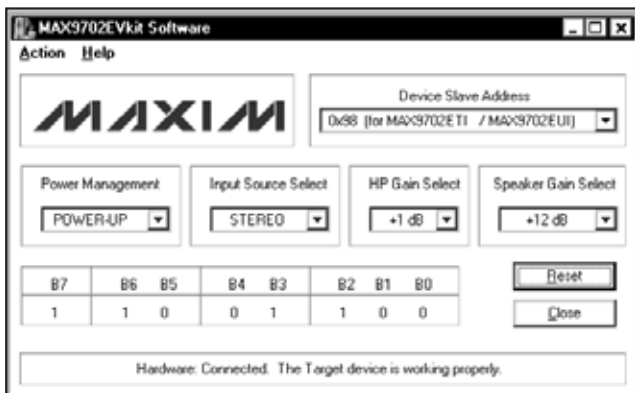 MAX9702EVkit Software
Action Help
MAXIM
Device Slave Address
0x98 (for MAX9702ETI / MAX9702EUI)
Power Management
Input Source Select
HP Gain Select
Speaker Gain Select
POWER-UP
STEREO
+1 dB
+12 dB
B7 B6 B5 B4 B3 B2 B1 B0
1 1 0 0 1 1 0 0
Reset
Close
Hardware: Connected. The Target device is working properly.